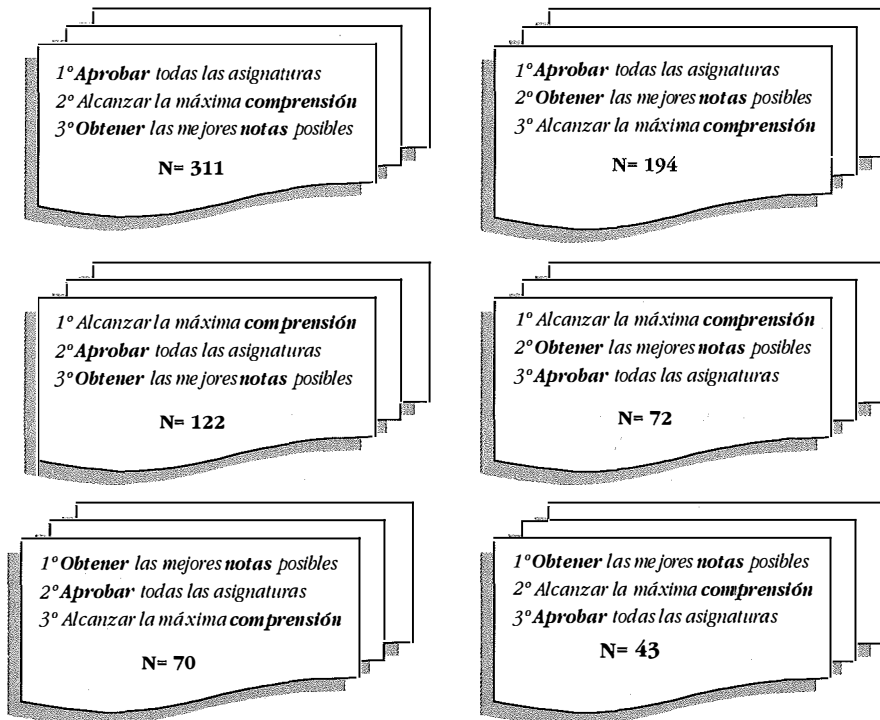 1º Aprobar todas las asignaturas
2º Alcanzar la máxima comprensión
3º Obtener las mejores notas posibles
N= 311
1º Aprobar todas las asignaturas
2º Obtener las mejores notas posibles
3º Alcanzar la máxima comprensión
N= 194
1º Alcanzar la máxima comprensión
2º Aprobar todas las asignaturas
3º Obtener las mejores notas posibles
N= 122
1º Alcanzar la máxima comprensión
2º Obtener las mejores notas posibles
3º Aprobar todas las asignaturas
N= 72
1º Obtener las mejores notas posibles
2º Aprobar todas las asignaturas
3º Alcanzar la máxima comprensión
N= 70
1º Obtener las mejores notas posibles
2º Alcanzar la máxima comprensión
3º Aprobar todas las asignaturas
N= 43